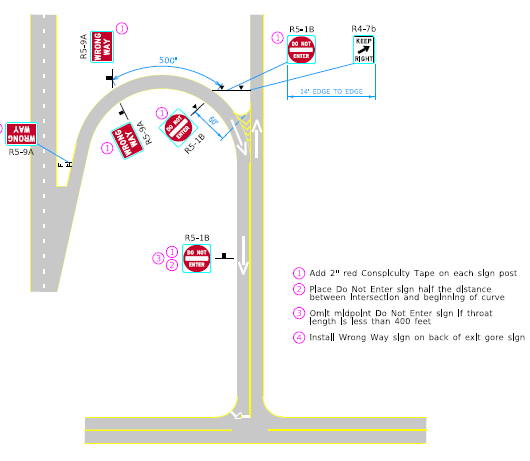 R5-1B
R4-7b
1
R5-9A
WRONG
WAY
1
DO NOT
ENTER
KEEP
RIGHT
500'
14' EDGE TO EDGE
1
DO NOT
ENTER
R5-1B
60'
WRONG
WAY
R5-9A
1
WRONG
WAY
R5-9A
R5-1B
3
1
2
DO NOT
ENTER
1 Add 2" red Conspicuity Tape on each sign post
2 Place Do Not Enter sign half the distance
between intersection and beginning of curve
3 Omit midpoint Do Not Enter sign if throat
length is less than 400 feet
4 Install Wrong Way sign on back of exit gore sign